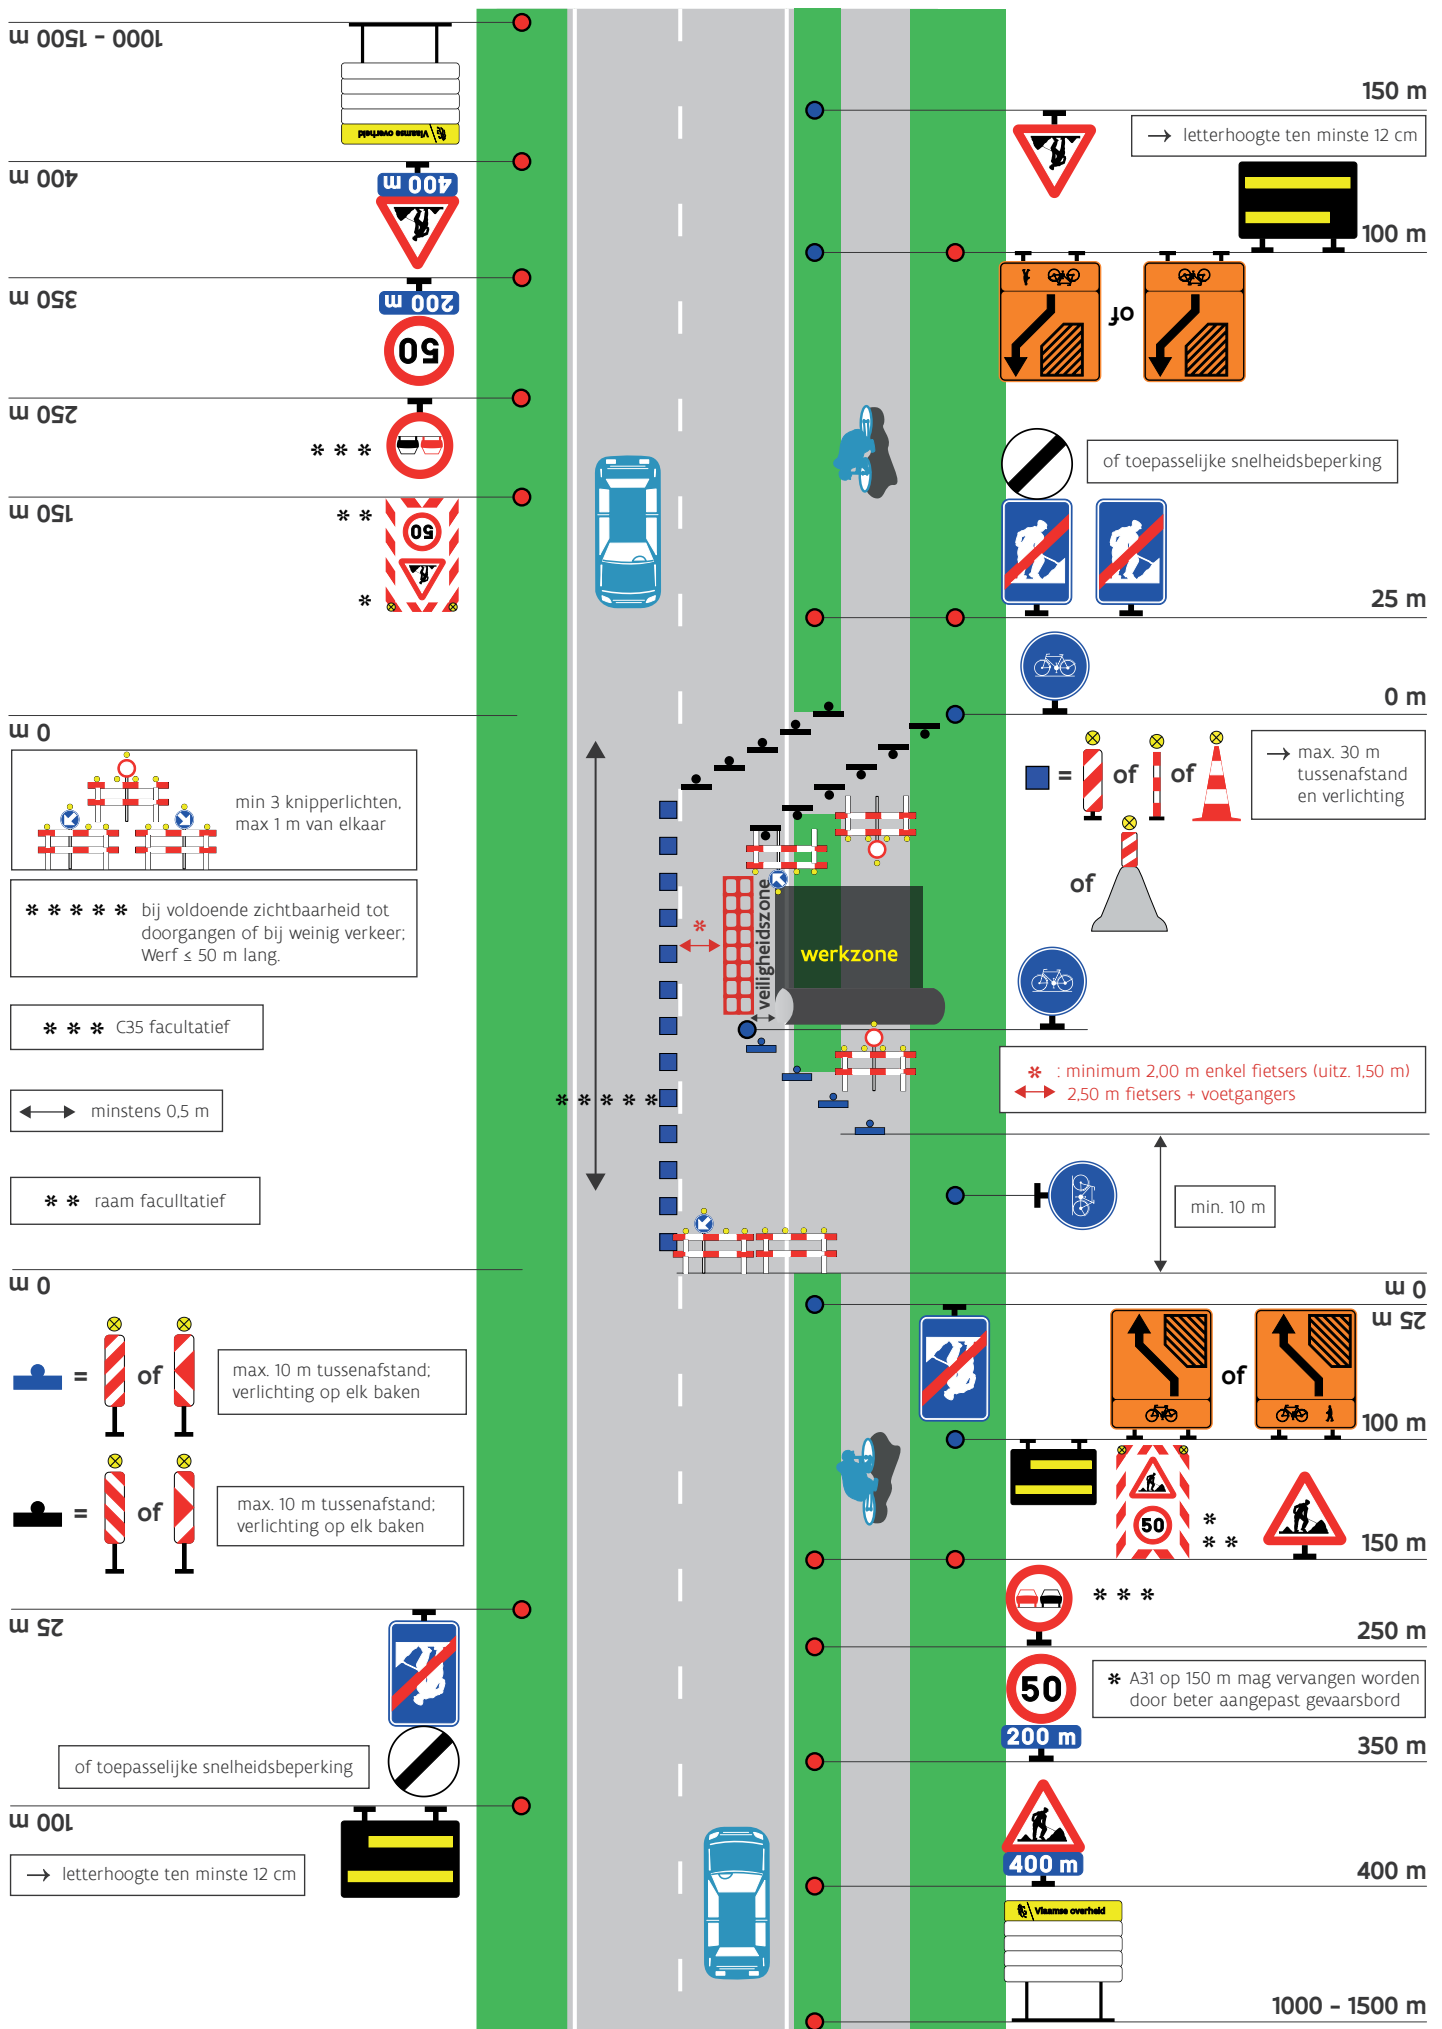 1000 - 1500 m
Vlaamse overheid
400 m
400 m
350 m
200 m
50
250 m
* * *
150 m
* *
50
*
0 m
min 3 knipperlichten,
max 1 m van elkaar
* * * * * bij voldoende zichtbaarheid tot
doorgangen of bij weinig verkeer;
Werf ≤ 50 m lang.
* * * C35 facultatief
minstens 0,5 m
* * raam faculltatief
0 m
= of
max. 10 m tussenafstand;
verlichting op elk baken
= of
max. 10 m tussenafstand;
verlichting op elk baken
25 m
of toepasselijke snelheidsbeperking
100 m
→ letterhoogte ten minste 12 cm
*
veiligheidszone
werkzone
* * * * *
150 m
→ letterhoogte ten minste 12 cm
100 m
of
of toepasselijke snelheidsbeperking
25 m
0 m
= of of
→ max. 30 m
tussenafstand
en verlichting
of
* : minimum 2,00 m enkel fietsers (uitz. 1,50 m)
2,50 m fietsers + voetgangers
min. 10 m
0 m
25 m
of
100 m
50
*
* *
150 m
* * *
250 m
50
200 m
* A31 op 150 m mag vervangen worden
door beter aangepast gevaarsbord
350 m
400 m
400 m
Vlaamse overheid
1000 - 1500 m